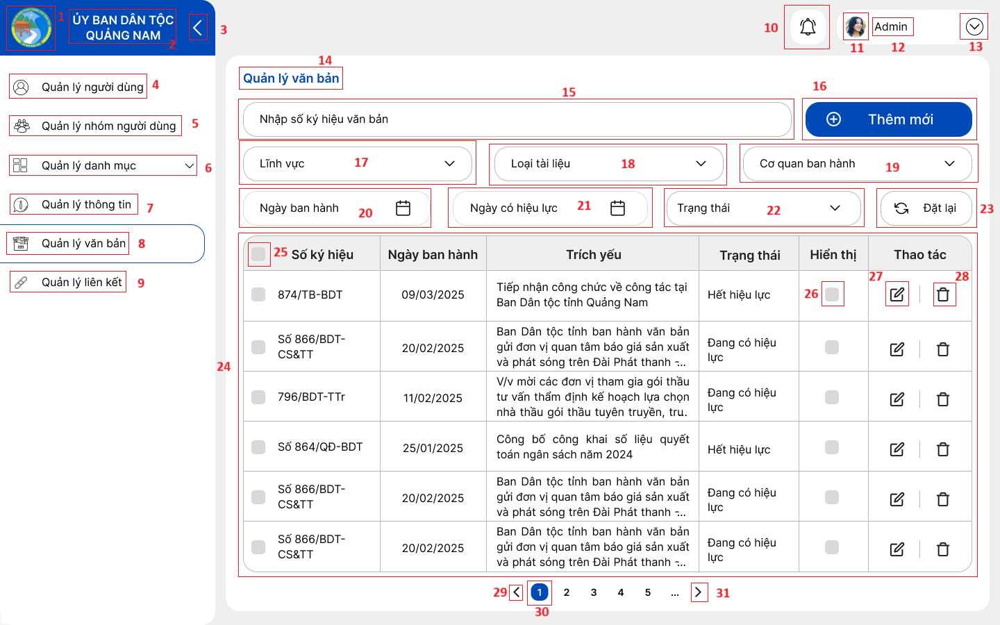 1
ỦY BAN DÂN TỘC
QUẢNG NAM
2
3
10
11
Admin
12
13
4
Quản lý người dùng
5
Quản lý nhóm người dùng
6
Quản lý danh mục
7
Quản lý thông tin
8
Quản lý văn bản
9
Quản lý liên kết
14
Quản lý văn bản
15
Nhập số ký hiệu văn bản
16
Thêm mới
Lĩnh vực 17
Loại tài liệu 18
Cơ quan ban hành 19
Ngày ban hành 20
Ngày có hiệu lực 21
Trạng thái 22
Đặt lại 23
24
25 Số ký hiệu Ngày ban hành Trích yếu Trạng thái Hiển thị Thao tác
26 27 28
874/TB-BDT
09/03/2025
Tiếp nhận công chức về công tác tại
Ban Dân tộc tỉnh Quảng Nam
Hết hiệu lực
Số 866/BDT-
CS&TT
20/02/2025
Ban Dân tộc tỉnh ban hành văn bản
gửi đơn vị quan tâm báo giá sản xuất
và phát sóng trên Đài Phát thanh -...
Đang có hiệu
lực
796/BDT-TTr
11/02/2025
V/v mời các đơn vị tham gia gói thầu
tư vấn thẩm định kế hoạch lựa chọn
nhà thầu gói thầu tuyên truyền, trư.
Đang có hiệu
lực
Số 864/QĐ-BDT
25/01/2025
Công bố công khai số liệu quyết
toán ngân sách năm 2024
Hết hiệu lực
Số 866/BDT-
CS&TT
20/02/2025
Ban Dân tộc tỉnh ban hành văn bản
gửi đơn vị quan tâm báo giá sản xuất
và phát sóng trên Đài Phát thanh -...
Đang có hiệu
lực
Số 866/BDT-
CS&TT
20/02/2025
Ban Dân tộc tỉnh ban hành văn bản
gửi đơn vị quan tâm báo giá sản xuất
và phát sóng trên Đài Phát thanh -...
Đang có hiệu
lực
29 1 2 3 4 5 ... 31
30